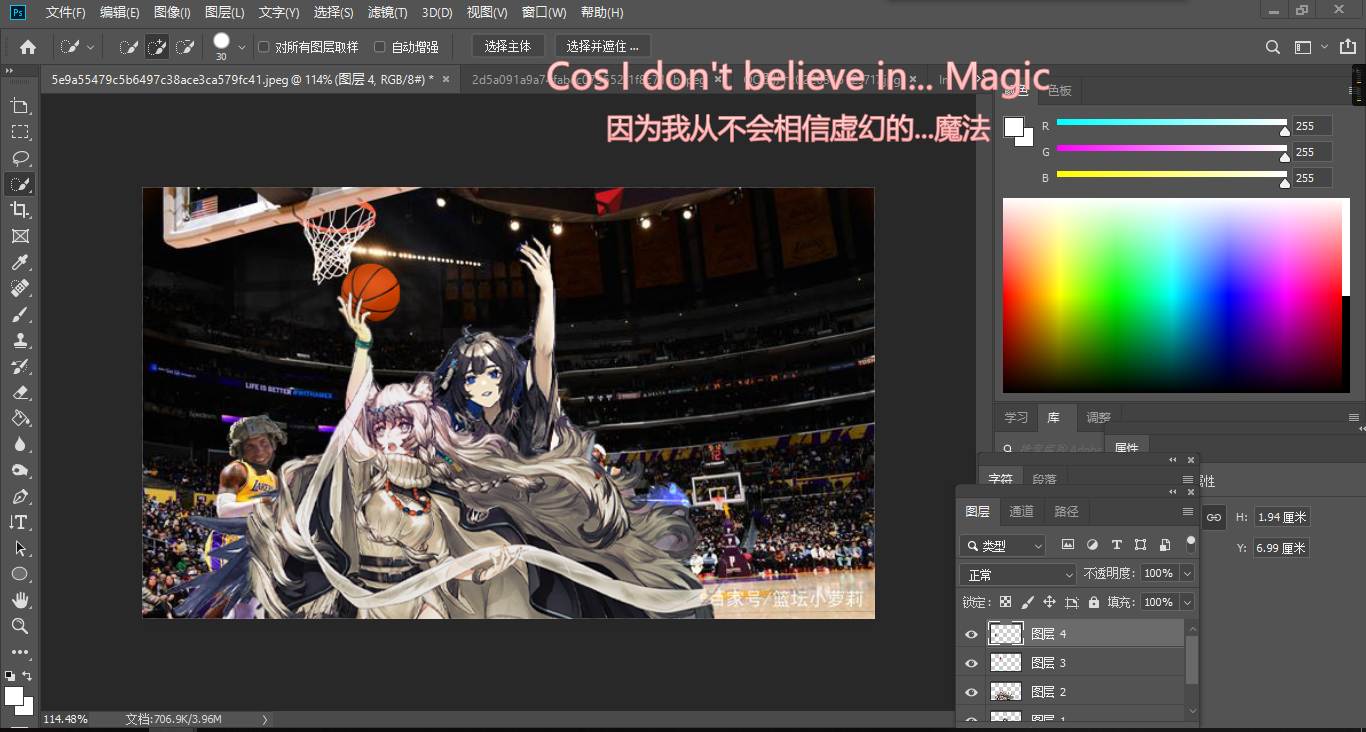 Ps 文件(F) 编辑(E) 图像(I) 图层(L) 文字(Y) 选择(S) 滤镜(T) 3D(D) 视图(V) 窗口(W) 帮助(H)
30 对所有图层取样 自动增强 选择主体 选择并遮住 ...
5e9a55479c5b6497c38ace3ca579fc41.jpeg @ 114% (图层 4, RGB/8#) *
Cos I don't believe in... Magic
因为我从不会相信虚幻的...魔法
颜色 色板
R 255
G 255
B 255
LIFE IS BETTER #WITHAMEX
LAKERS
百家号/篮坛小萝莉
学习 库 调整
属性
字符 段落
图层 通道 路径
类型
H: 1.94 厘米
Y: 6.99 厘米
正常 不透明度: 100%
锁定: 填充: 100%
图层 4
图层 3
图层 2
图层 1
114.48% 文档:706.9K/3.96M